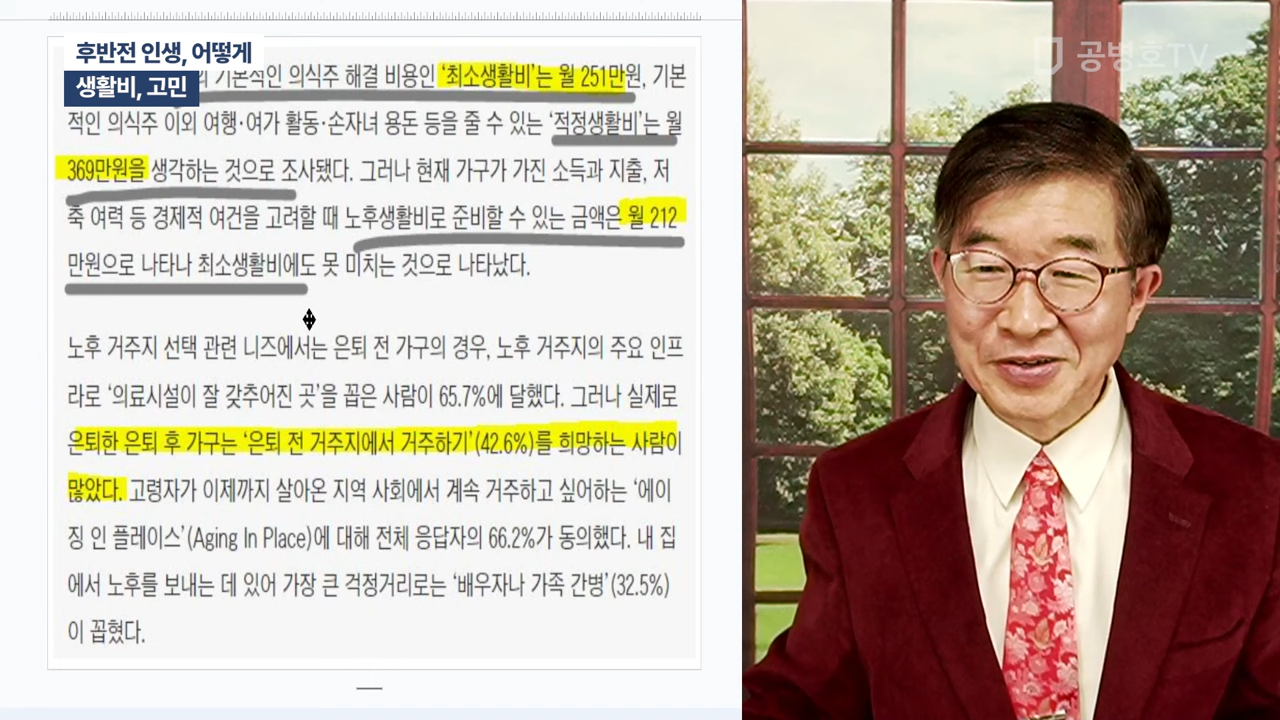 후반전 인생, 어떻게
생활비, 고민
공병호TV
기본적인 의식주 해결 비용인 ‘최소생활비’는 월 251만원, 기본
적인 의식주 이외 여행·여가 활동·손자녀 용돈 등을 줄 수 있는 ‘적정생활비’는 월
369만원을 생각하는 것으로 조사됐다. 그러나 현재 가구가 가진 소득과 지출, 저
축 여력 등 경제적 여건을 고려할 때 노후생활비로 준비할 수 있는 금액은 월 212
만원으로 나타나 최소생활비에도 못 미치는 것으로 나타났다.
노후 거주지 선택 관련 니즈에서는 은퇴 전 가구의 경우, 노후 거주지의 주요 인프
라로 ‘의료시설이 잘 갖추어진 곳’을 꼽은 사람이 65.7%에 달했다. 그러나 실제로
은퇴한 은퇴 후 가구는 ‘은퇴 전 거주지에서 거주하기’(42.6%)를 희망하는 사람이
많았다. 고령자가 이제까지 살아온 지역 사회에서 계속 거주하고 싶어하는 ‘에이
징 인 플레이스’(Aging In Place)에 대해 전체 응답자의 66.2%가 동의했다. 내 집
에서 노후를 보내는 데 있어 가장 큰 걱정거리로는 ‘배우자나 가족 간병’(32.5%)
이 꼽혔다.